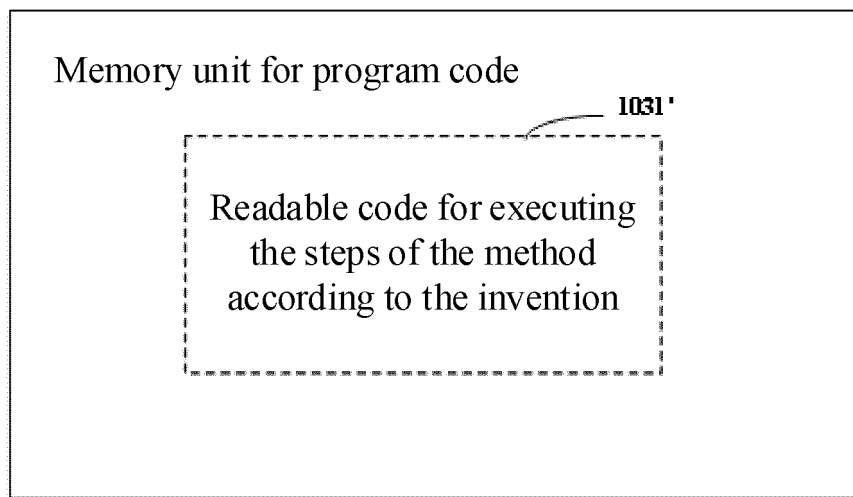 Memory unit for program code
1031'
Readable code for executing
the steps of the method
according to the invention